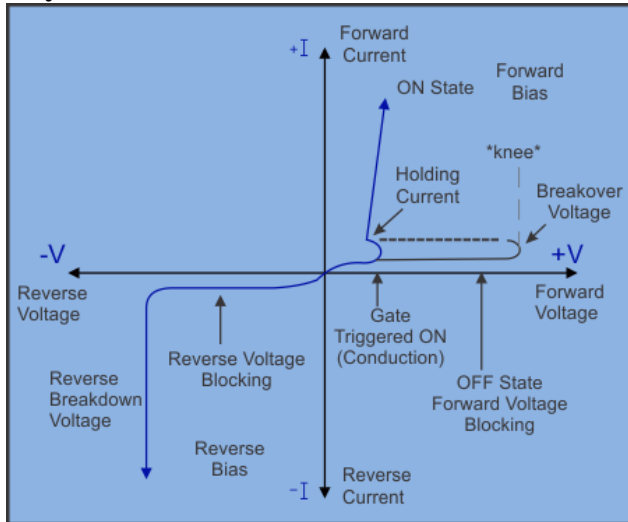 +I
Forward
Current
ON State
Forward
Bias
*knee*
Holding
Current
Breakover
Voltage
-V
+V
Reverse
Voltage
Forward
Voltage
Gate
Triggered ON
(Conduction)
Reverse Voltage
Blocking
OFF State
Forward Voltage
Blocking
Reverse
Breakdown
Voltage
Reverse
Bias
-I
Reverse
Current